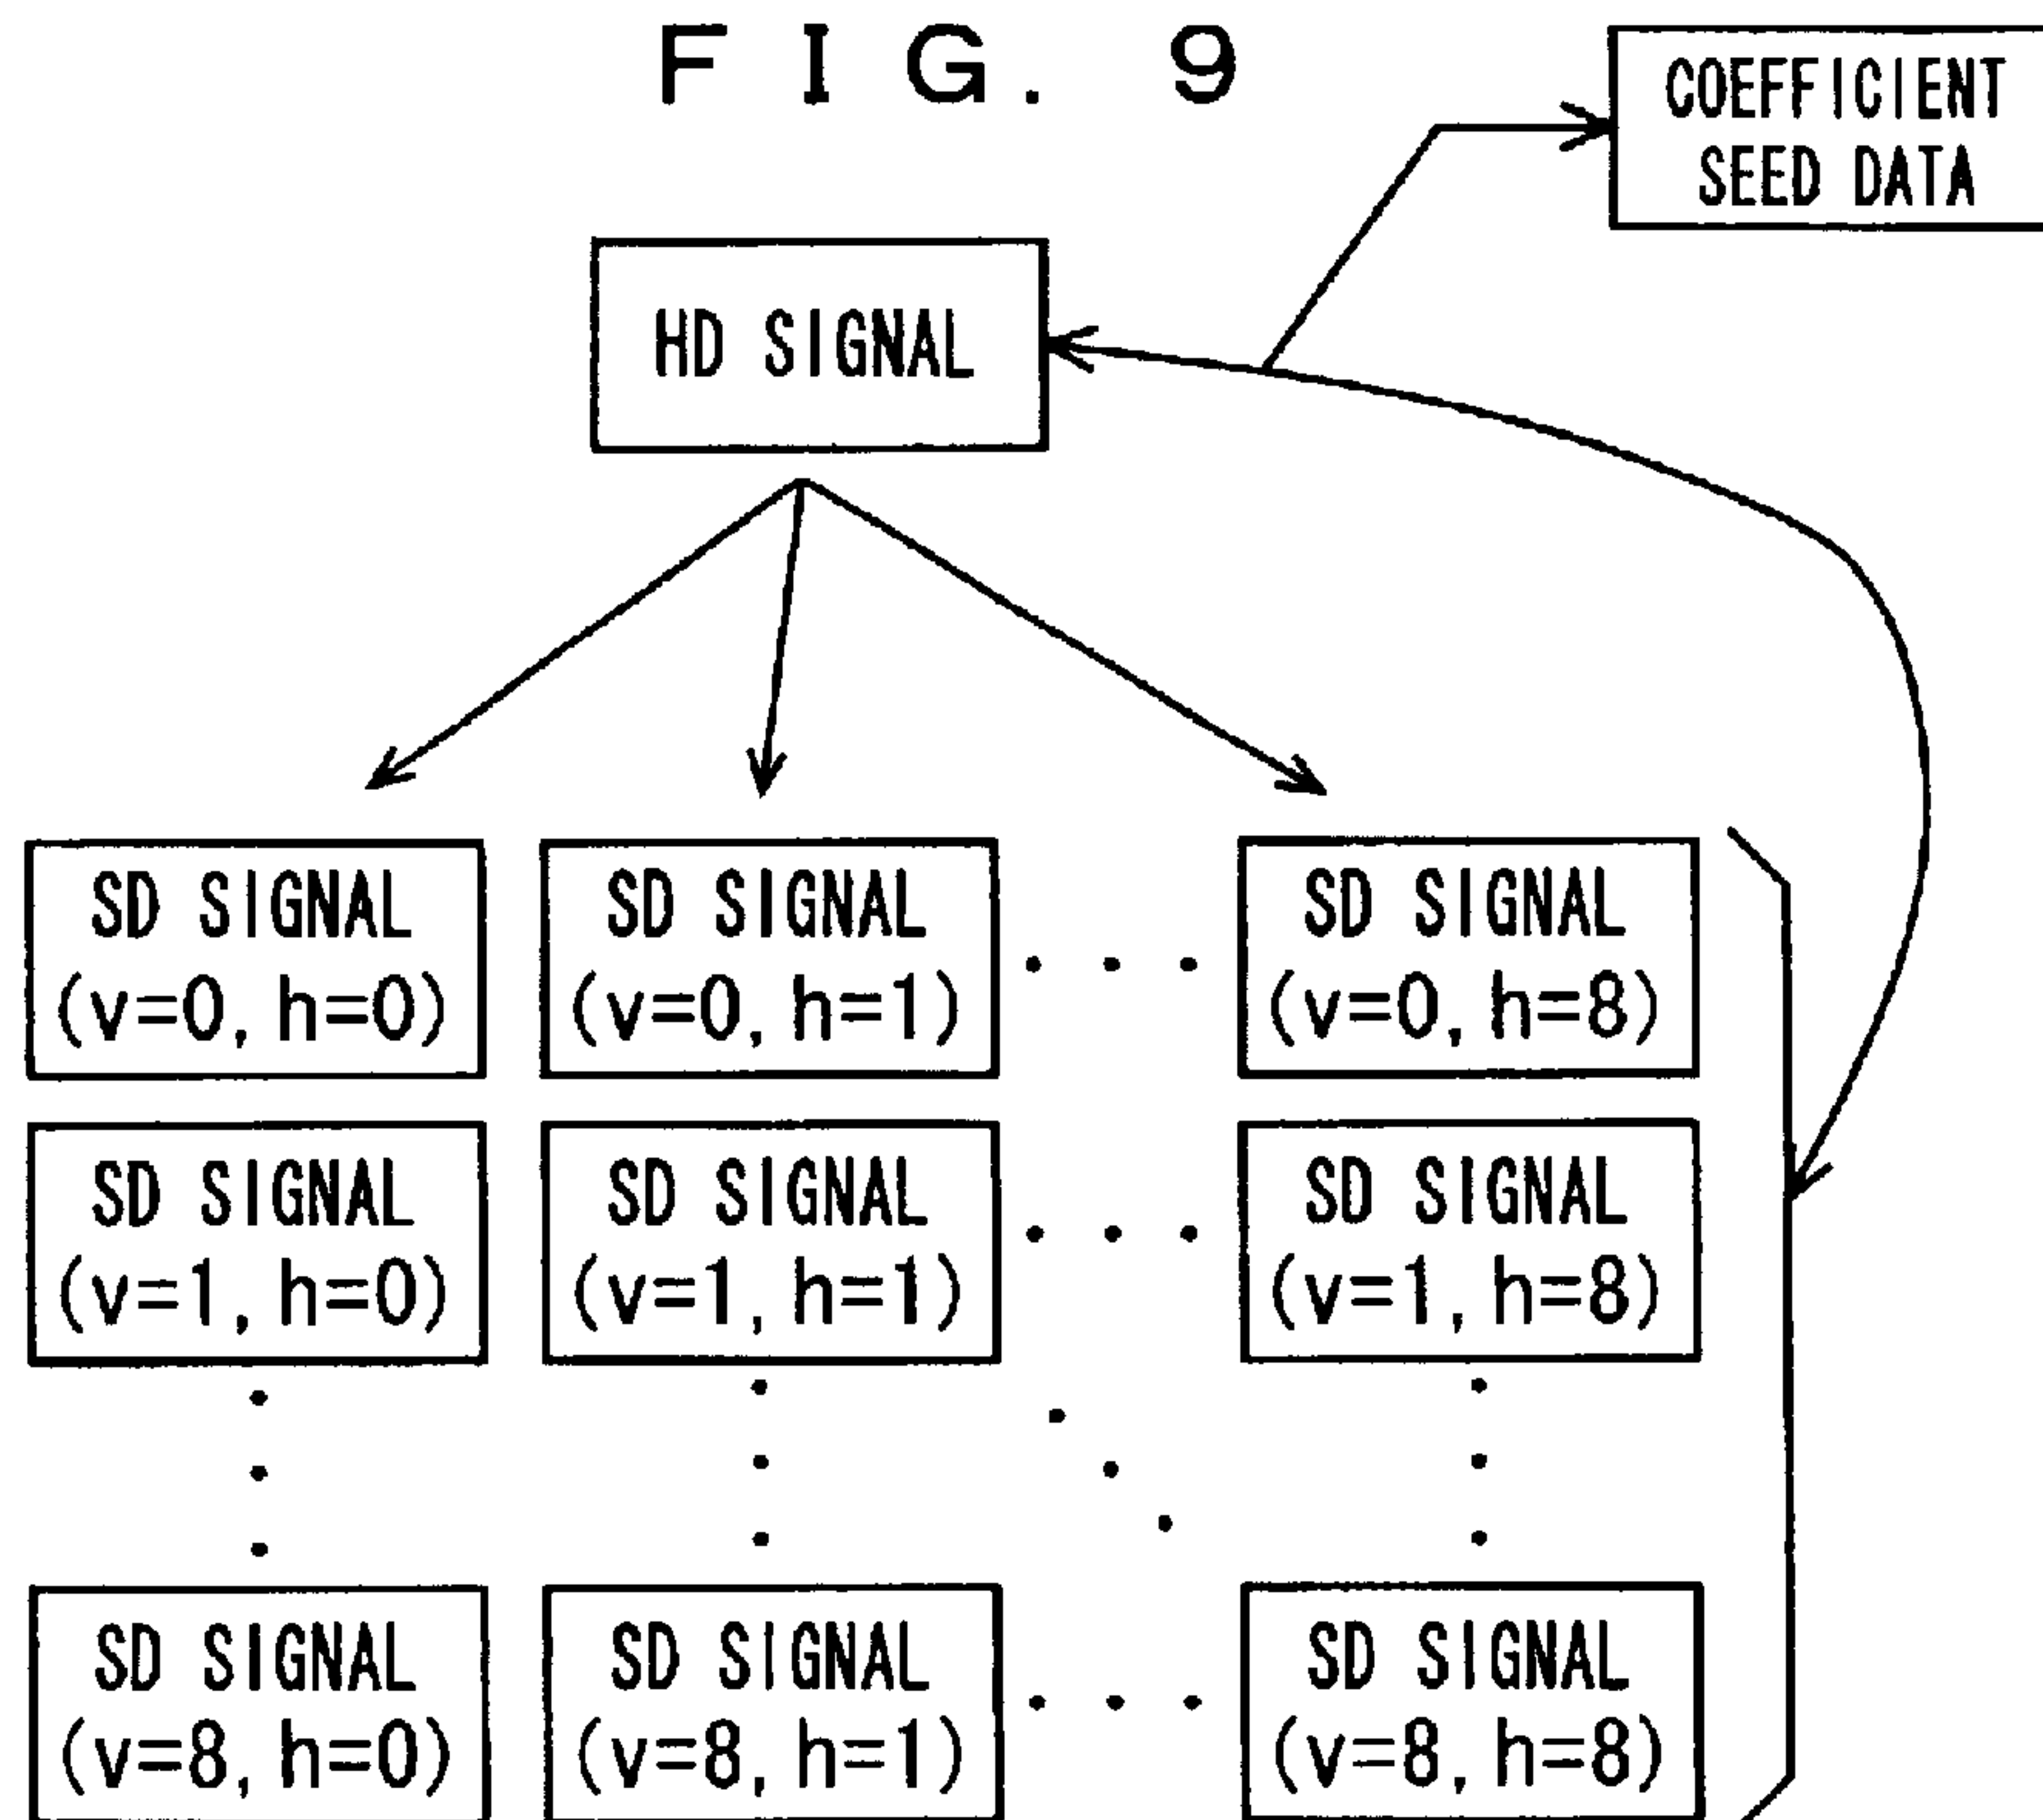 FIG. 9
COEFFICIENT
SEED DATA
HD SIGNAL
SD SIGNAL
(v=0, h=0)
SD SIGNAL
(v=0, h=1)
SD SIGNAL
(v=0, h=8)
SD SIGNAL
(v=1, h=0)
SD SIGNAL
(v=1, h=1)
SD SIGNAL
(v=1, h=8)
SD SIGNAL
(v=8, h=0)
SD SIGNAL
(v=8, h=1)
SD SIGNAL
(v=8, h=8)